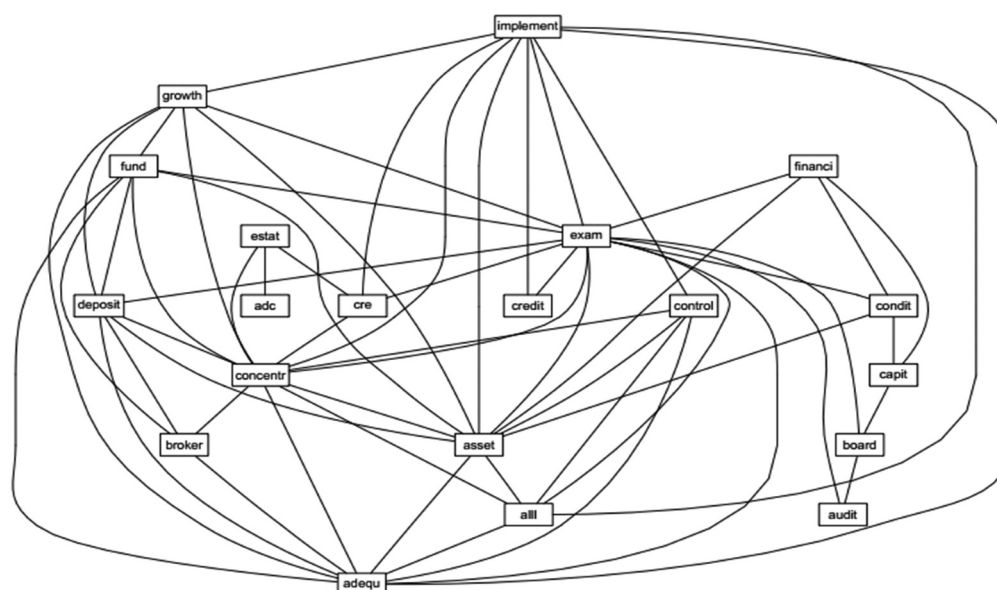 implement
growth
fund
financi
estat
exam
deposit
adc
cre
credit
control
condit
concentr
capit
broker
asset
board
alll
audit
adequ